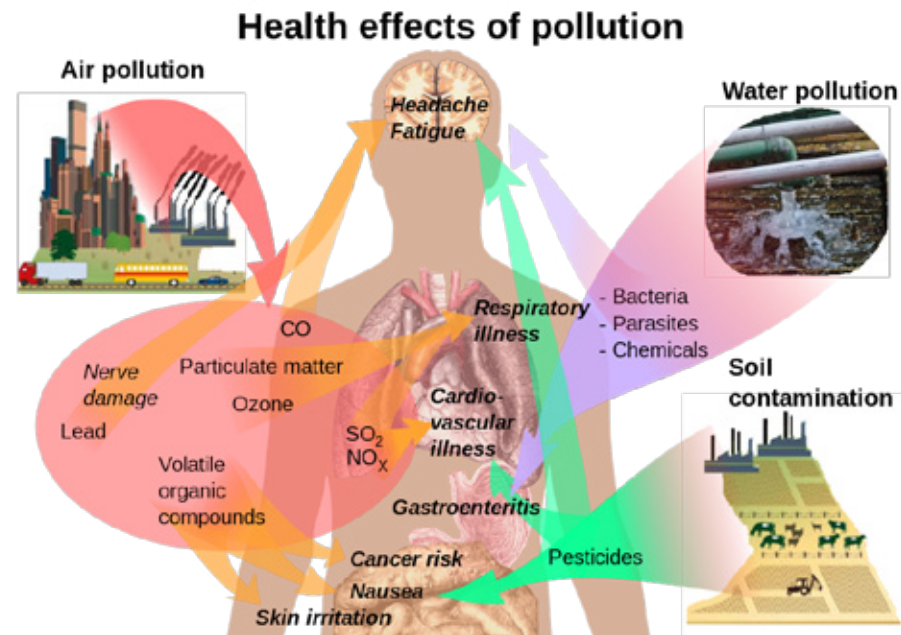 Health effects of pollution
Air pollution
Water pollution
Headache
Fatigue
- Bacteria
- Parasites
- Chemicals
Respiratory
illness
CO
Particulate matter
Nerve
damage
Ozone
Lead
Soil
contamination
Cardio-
vascular
illness
SO₂
NOₓ
Volatile
organic
compounds
Gastroenteritis
Pesticides
Cancer risk
Nausea
Skin irritation